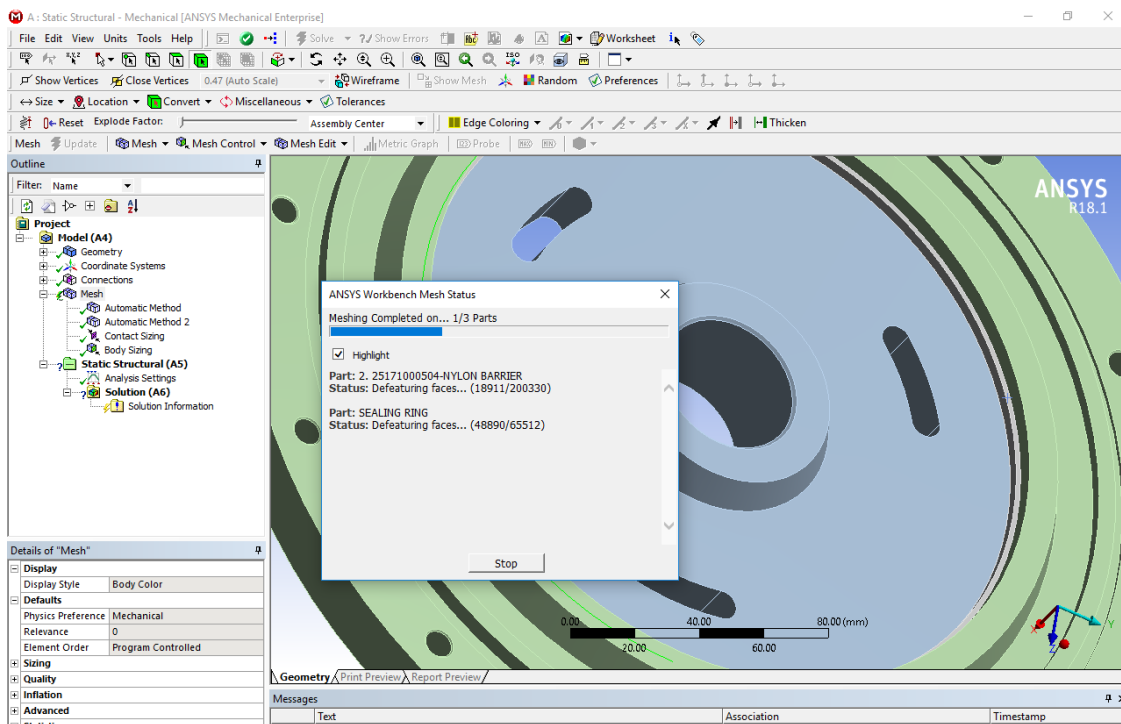 A : Static Structural - Mechanical [ANSYS Mechanical Enterprise]
File Edit View Units Tools Help Solve ?/ Show Errors Worksheet
Show Vertices Close Vertices 0.47 (Auto Scale) Wireframe Show Mesh Random Preferences
Size Location Convert Miscellaneous Tolerances
Reset Explode Factor: Assembly Center Edge Coloring Thicken
Mesh Update Mesh Mesh Control Mesh Edit Metric Graph Probe
Outline
Filter: Name
Project
Model (A4)
Geometry
Coordinate Systems
Connections
Mesh
Automatic Method
Automatic Method 2
Contact Sizing
Body Sizing
Static Structural (A5)
Analysis Settings
Solution (A6)
Solution Information
ANSYS
R18.1
ANSYS Workbench Mesh Status
Meshing Completed on... 1/3 Parts
Highlight
Part: 2. 25171000504-NYLON BARRIER
Status: Defeaturing faces... (18911/200330)
Part: SEALING RING
Status: Defeaturing faces... (48890/65512)
Stop
Details of "Mesh"
Display
Display Style Body Color
Defaults
Physics Preference Mechanical
Relevance 0
Element Order Program Controlled
Sizing
Quality
Inflation
Advanced
0.00 40.00 80.00 (mm)
20.00 60.00
X Y Z
Geometry Print Preview Report Preview
Messages
Text Association Timestamp